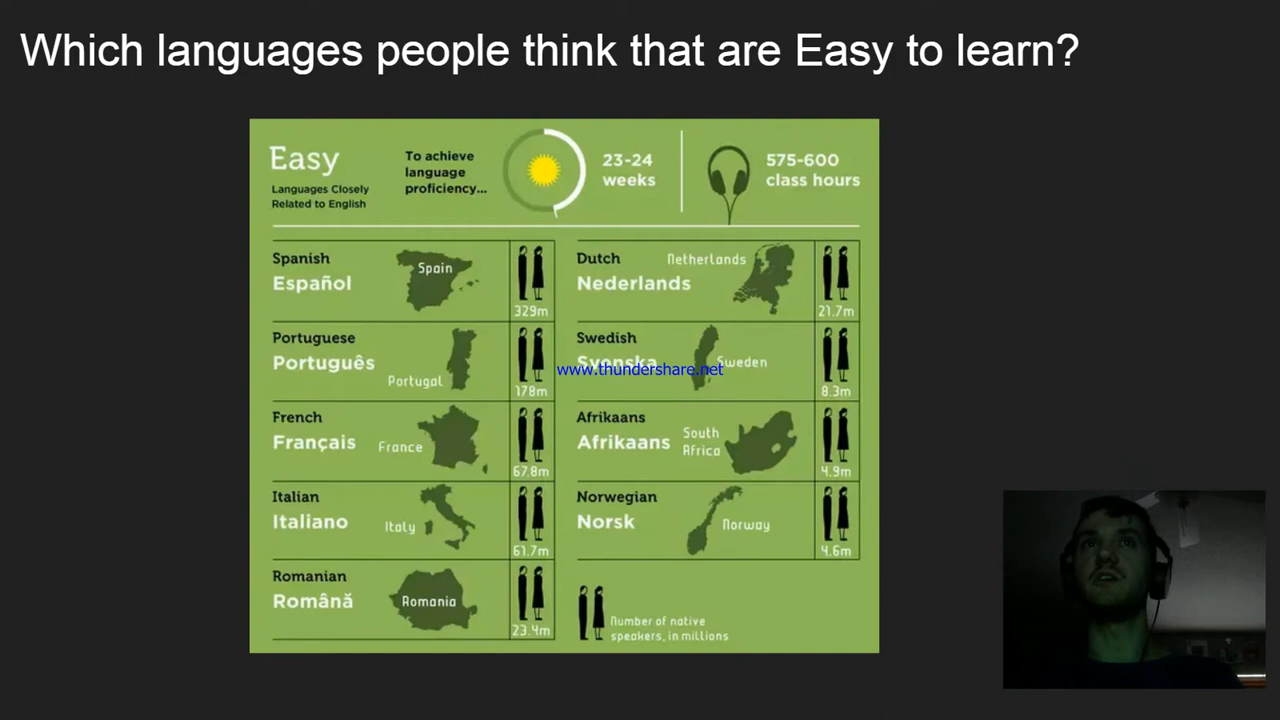 Which languages people think that are Easy to learn?
Easy
Languages Closely
Related to English
To achieve
language
proficiency...
23-24
weeks
575-600
class hours
Spanish
Español
Spain
329m
Portuguese
Português
Portugal
178m
French
Français
France
67.8m
Italian
Italiano
Italy
61.7m
Romanian
Română
Romania
23.4m
Dutch
Nederlands
Netherlands
21.7m
Swedish
Svenska
Sweden
8.3m
www.thundershare.net
Afrikaans
Afrikaans
South
Africa
4.9m
Norwegian
Norsk
Norway
4.6m
Number of native
speakers, in millions